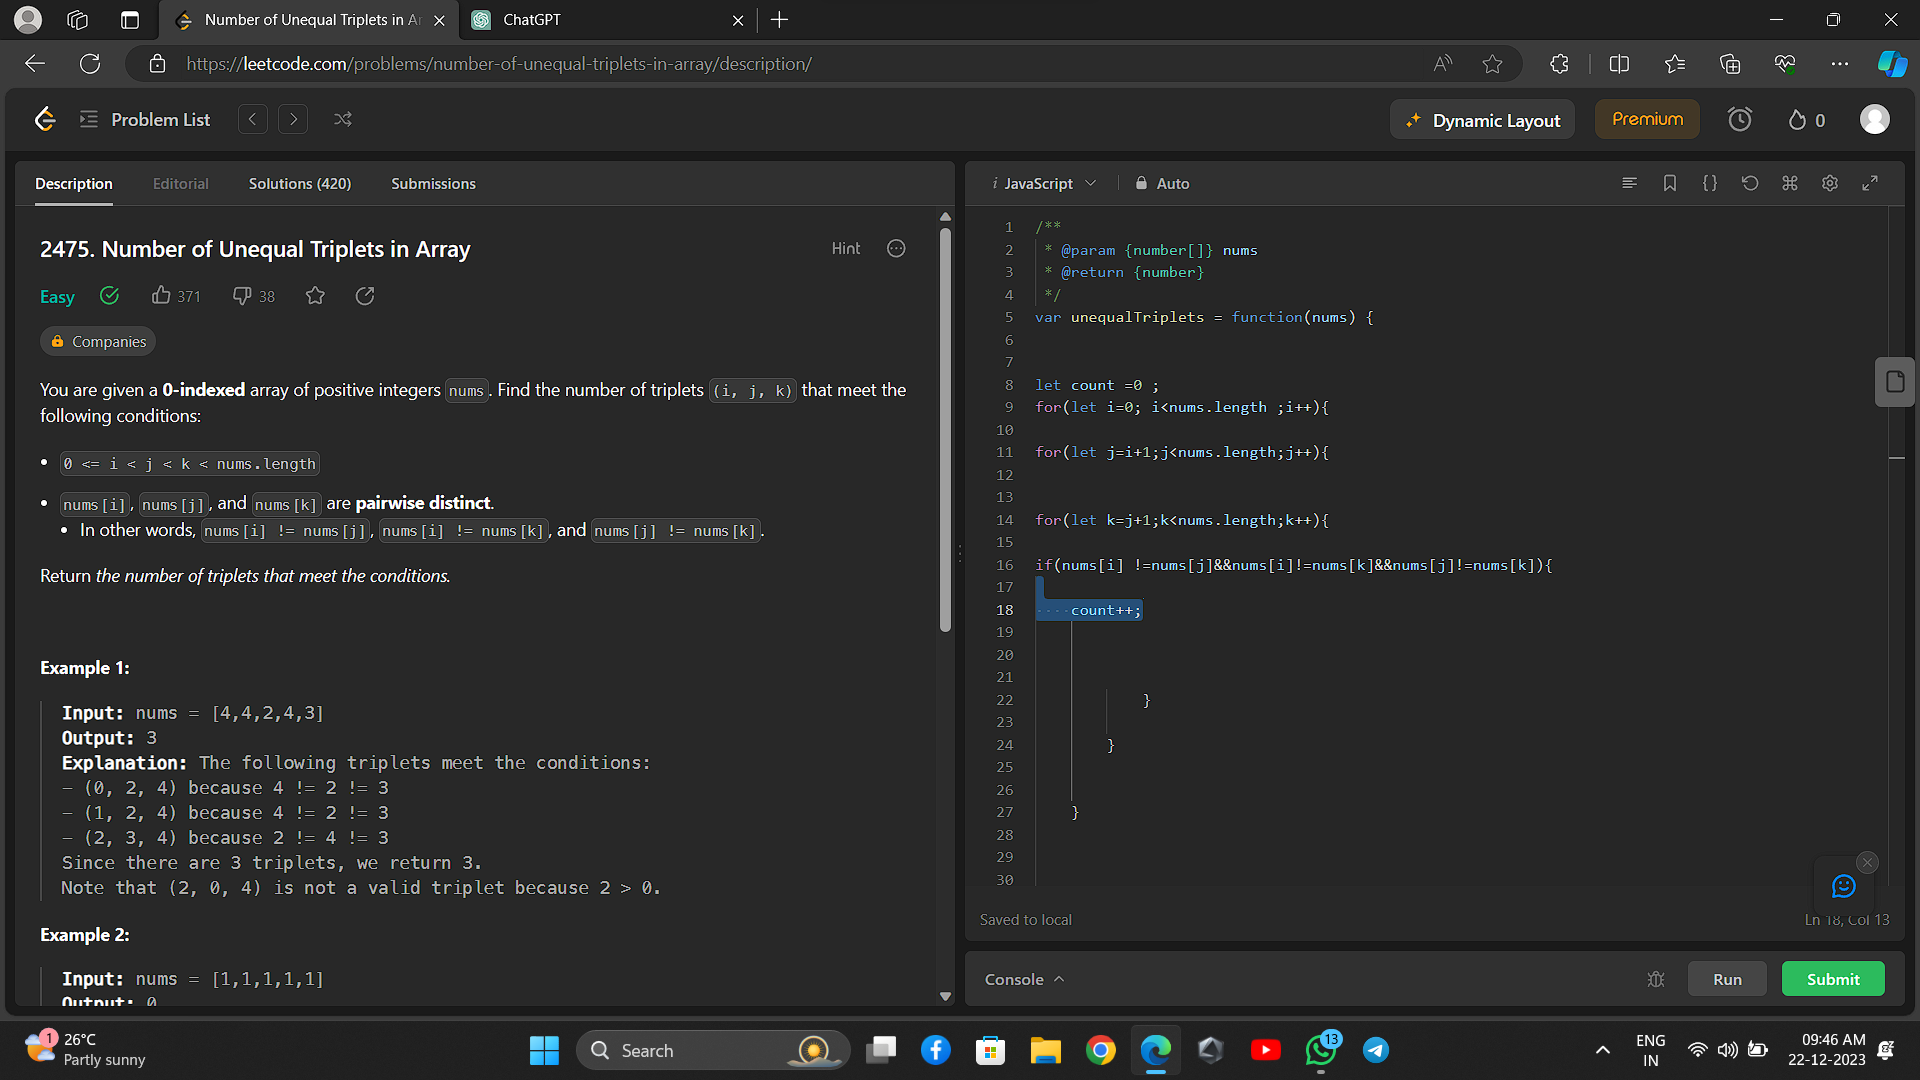 Number of Unequal Triplets in A
ChatGPT
https://leetcode.com/problems/number-of-unequal-triplets-in-array/description/
Problem List
Dynamic Layout
Premium
0
Description
Editorial
Solutions (420)
Submissions
2475. Number of Unequal Triplets in Array
Hint
Easy
371
38
Companies
You are given a 0-indexed array of positive integers nums. Find the number of triplets (i, j, k) that meet the
following conditions:
• 0 <= i < j < k < nums.length
• nums[i], nums[j], and nums[k] are pairwise distinct.
• In other words, nums[i] != nums[j], nums[i] != nums[k], and nums[j] != nums[k].
Return the number of triplets that meet the conditions.
Example 1:
Input: nums = [4,4,2,4,3]
Output: 3
Explanation: The following triplets meet the conditions:
- (0, 2, 4) because 4 != 2 != 3
- (1, 2, 4) because 4 != 2 != 3
- (2, 3, 4) because 2 != 4 != 3
Since there are 3 triplets, we return 3.
Note that (2, 0, 4) is not a valid triplet because 2 > 0.
Example 2:
Input: nums = [1,1,1,1,1]
Output: 0
i JavaScript
Auto
1 /**
2 * @param {number[]} nums
3 * @return {number}
4 */
5 var unequalTriplets = function(nums) {
6
7
8 let count =0 ;
9 for(let i=0; i<nums.length ;i++){
10
11 for(let j=i+1;j<nums.length;j++){
12
13
14 for(let k=j+1;k<nums.length;k++){
15
16 if(nums[i] !=nums[j]&&nums[i]!=nums[k]&&nums[j]!=nums[k]){
17
18 ····count++;
19
20
21
22 }
23
24 }
25
26
27 }
28
29
30
Saved to local
Ln 18, Col 13
Console
Run
Submit
1
26°C
Partly sunny
Search
13
ENG
IN
09:46 AM
22-12-2023